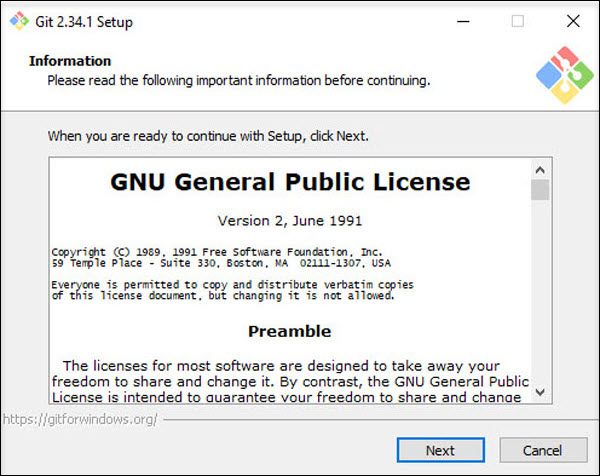 Git 2.34.1 Setup
Information
Please read the following important information before continuing.
When you are ready to continue with Setup, click Next.
GNU General Public License
Version 2, June 1991
Copyright (C) 1989, 1991 Free Software Foundation, Inc.
59 Temple Place - Suite 330, Boston, MA  02111-1307, USA
Everyone is permitted to copy and distribute verbatim copies
of this license document, but changing it is not allowed.
Preamble
The licenses for most software are designed to take away your
freedom to share and change it. By contrast, the GNU General Public
License is intended to guarantee your freedom to share and change
https://gitforwindows.org/
Next
Cancel